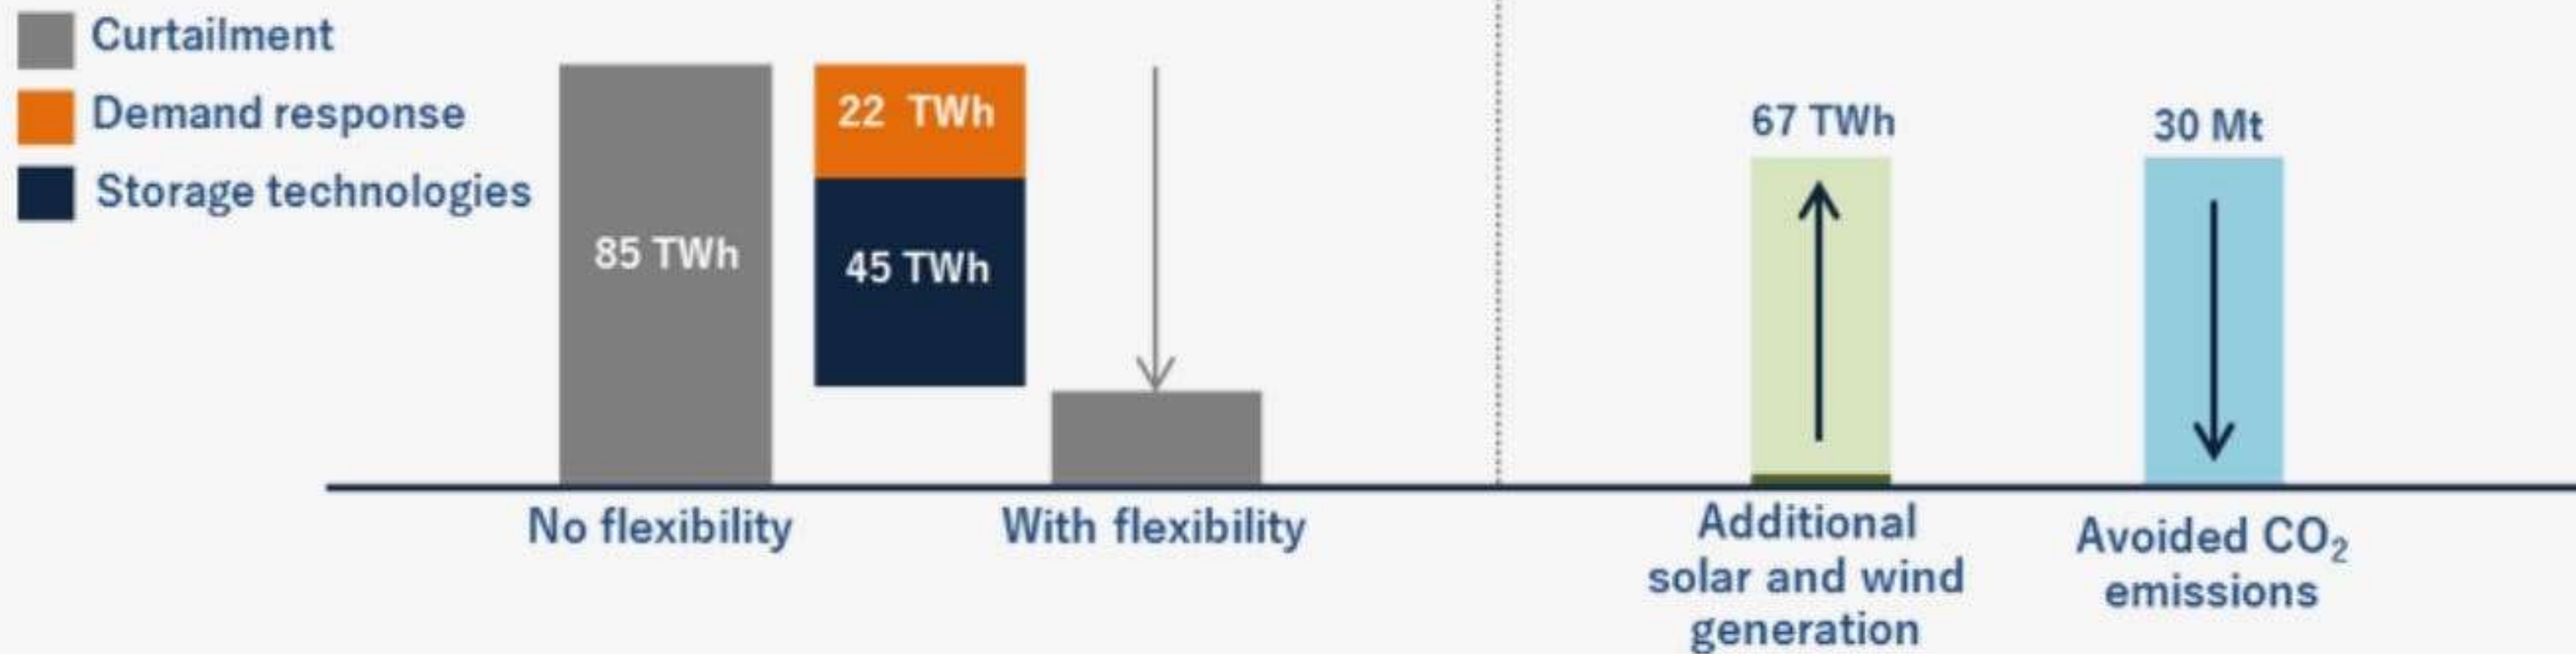 Curtailment
Demand response
Storage technologies
22 TWh
85 TWh
45 TWh
No flexibility
With flexibility
67 TWh
30 Mt
Additional
solar and wind
generation
Avoided CO₂
emissions